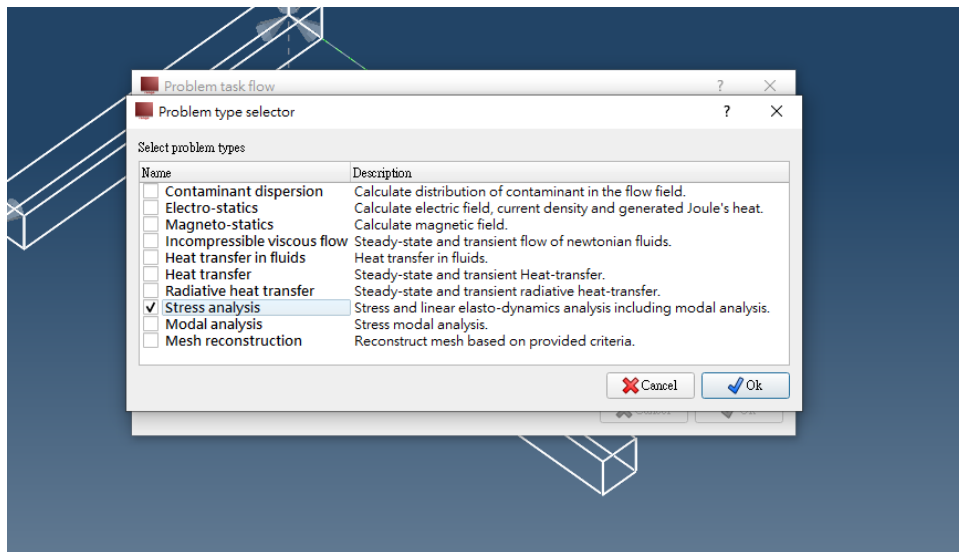 Problem task flow
?
Problem type selector
?
Select problem types
Name Description
Contaminant dispersion Calculate distribution of contaminant in the flow field.
Electro-statics Calculate electric field, current density and generated Joule's heat.
Magneto-statics Calculate magnetic field.
Incompressible viscous flow Steady-state and transient flow of newtonian fluids.
Heat transfer in fluids Heat transfer in fluids.
Heat transfer Steady-state and transient Heat-transfer.
Radiative heat transfer Steady-state and transient radiative heat-transfer.
Stress analysis Stress and linear elasto-dynamics analysis including modal analysis.
Modal analysis Stress modal analysis.
Mesh reconstruction Reconstruct mesh based on provided criteria.
Cancel Ok